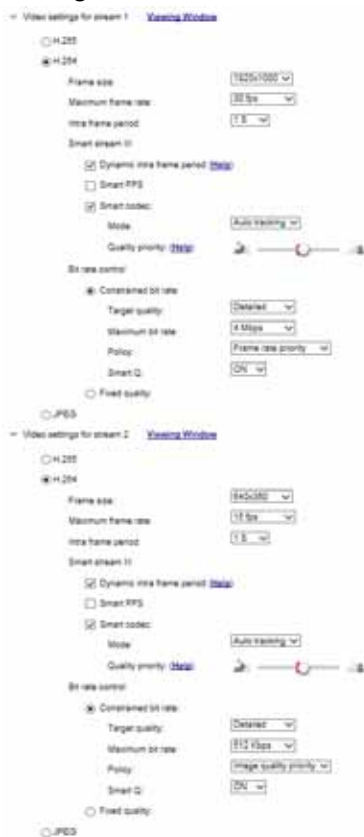 Video settings for stream 1 Viewing Window
H.265
H.264
Frame size: 1920x1080
Maximum frame rate: 30 fps
Intra frame period: 1 S
Smart stream III:
Dynamic intra frame period (Help)
Smart FPS
Smart codec:
Mode: Auto tracking
Quality priority: (Help)
Bit rate control:
Constrained bit rate:
Target quality: Detailed
Maximum bit rate: 4 Mbps
Policy: Frame rate priority
Smart Q: ON
Fixed quality:
JPEG
Video settings for stream 2 Viewing Window
H.265
H.264
Frame size: 640x360
Maximum frame rate: 15 fps
Intra frame period: 1 S
Smart stream III:
Dynamic intra frame period (Help)
Smart FPS
Smart codec:
Mode: Auto tracking
Quality priority: (Help)
Bit rate control:
Constrained bit rate:
Target quality: Detailed
Maximum bit rate: 512 Kbps
Policy: Image quality priority
Smart Q: ON
Fixed quality:
JPEG